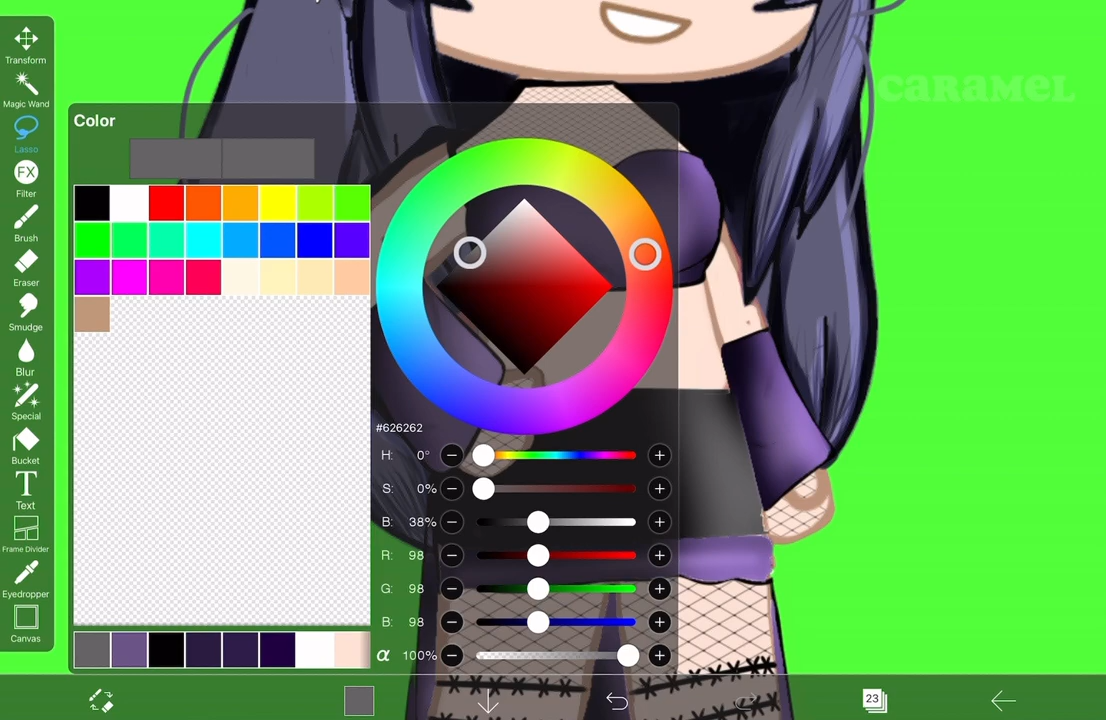 Transform
Magic Wand
Lasso
FX
Filter
Brush
Eraser
Smudge
Blur
Special
Bucket
T
Text
Frame Divider
Eyedropper
Canvas
Color
CARAMEL
#626262
H: 0°
S: 0%
B: 38%
R: 98
G: 98
B: 98
α 100%
23